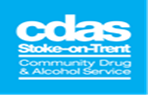 cdas
Stoke-on-Trent
Community Drug
& Alcohol Service